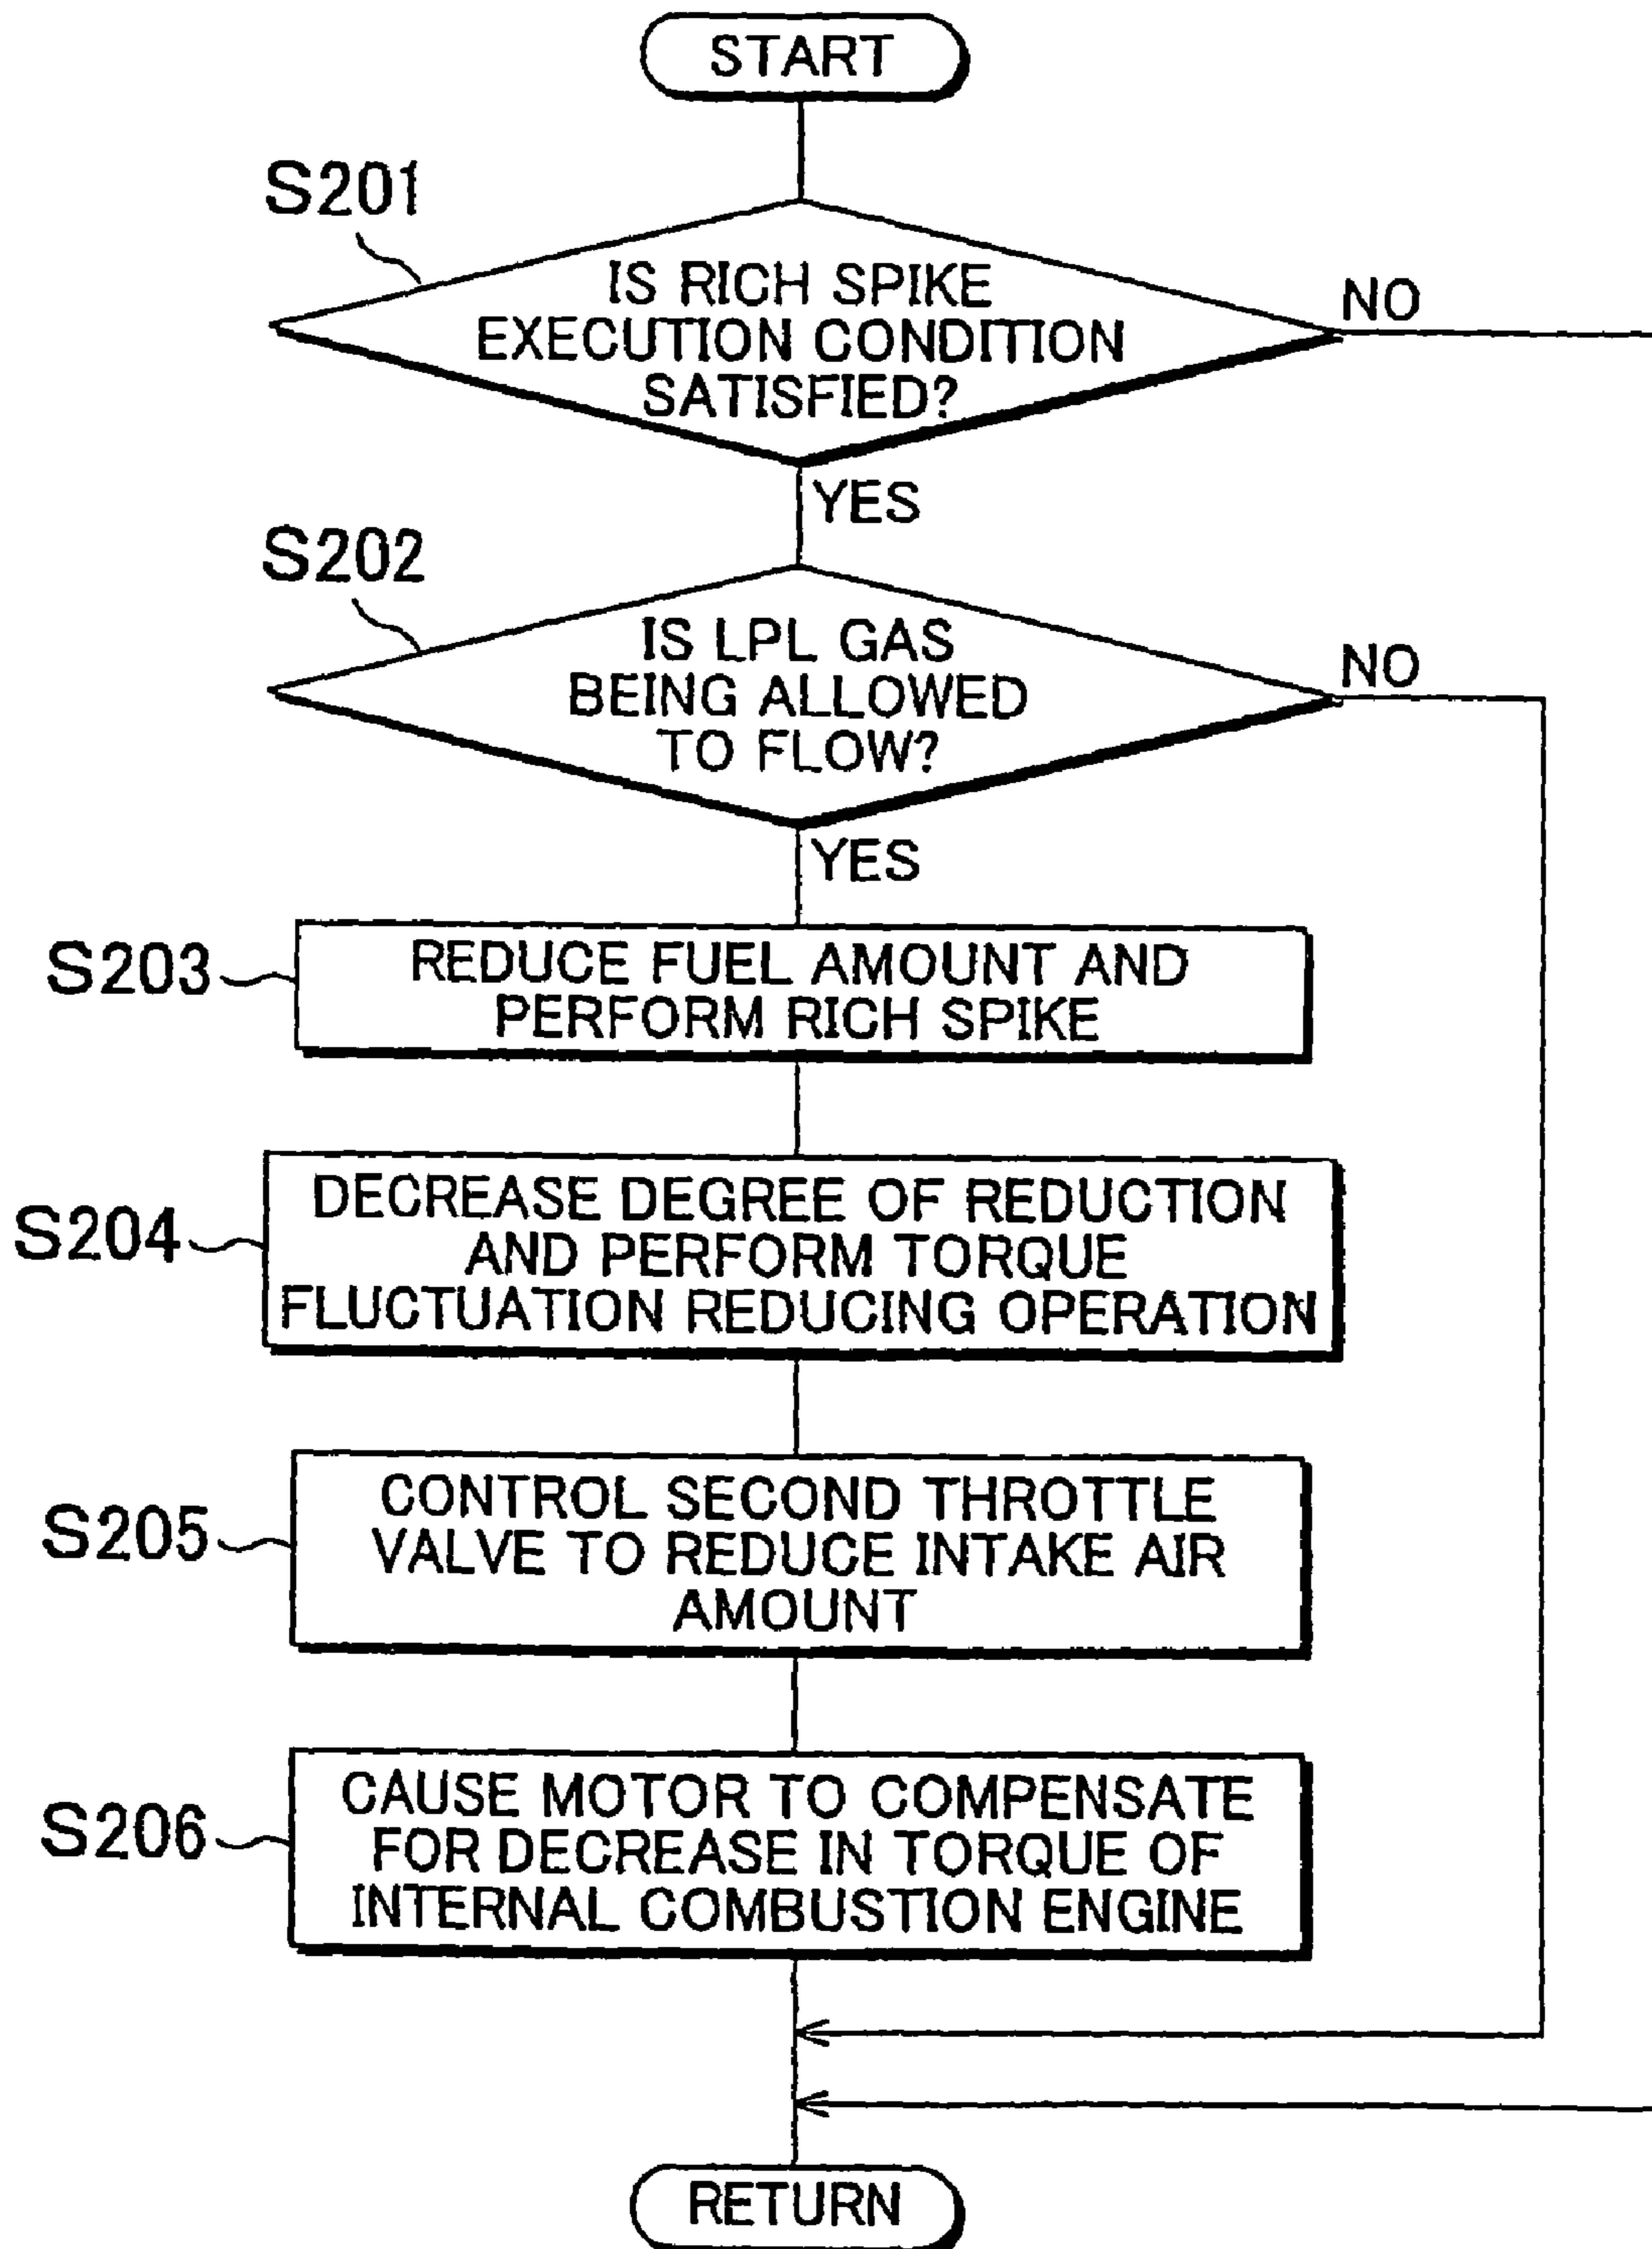 START
S201
IS RICH SPIKE
EXECUTION CONDITION
SATISFIED?
NO
YES
S202
IS LPL GAS
BEING ALLOWED
TO FLOW?
NO
YES
S203
REDUCE FUEL AMOUNT AND
PERFORM RICH SPIKE
S204
DECREASE DEGREE OF REDUCTION
AND PERFORM TORQUE
FLUCTUATION REDUCING OPERATION
S205
CONTROL SECOND THROTTLE
VALVE TO REDUCE INTAKE AIR
AMOUNT
S206
CAUSE MOTOR TO COMPENSATE
FOR DECREASE IN TORQUE OF
INTERNAL COMBUSTION ENGINE
RETURN